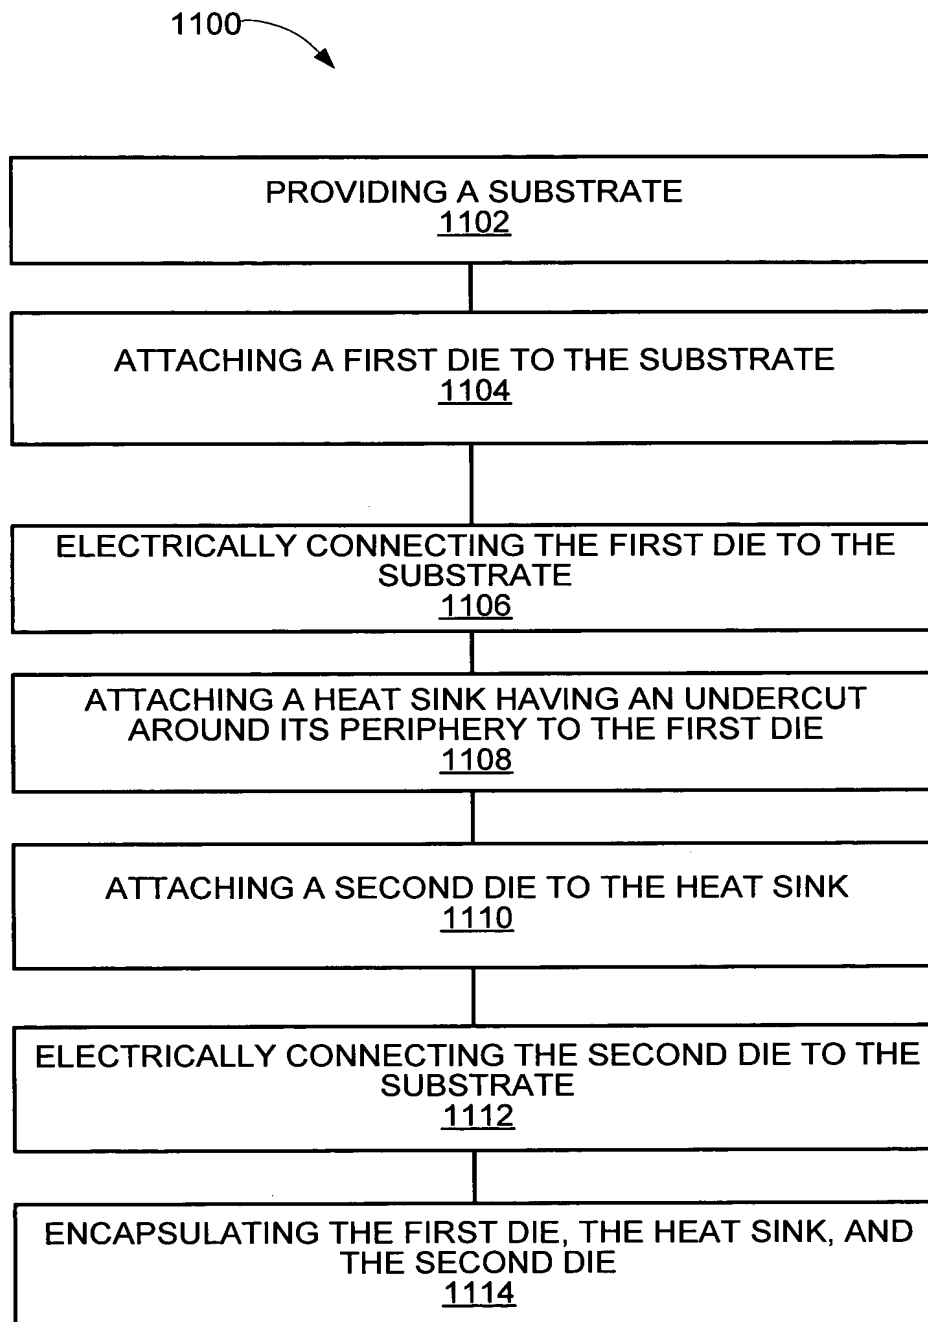 1100
PROVIDING A SUBSTRATE
1102
ATTACHING A FIRST DIE TO THE SUBSTRATE
1104
ELECTRICALLY CONNECTING THE FIRST DIE TO THE
SUBSTRATE
1106
ATTACHING A HEAT SINK HAVING AN UNDERCUT
AROUND ITS PERIPHERY TO THE FIRST DIE
1108
ATTACHING A SECOND DIE TO THE HEAT SINK
1110
ELECTRICALLY CONNECTING THE SECOND DIE TO THE
SUBSTRATE
1112
ENCAPSULATING THE FIRST DIE, THE HEAT SINK, AND
THE SECOND DIE
1114